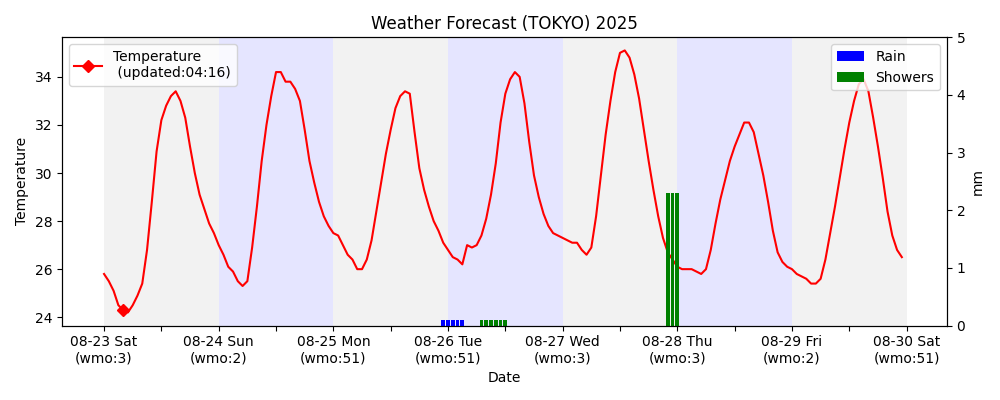 Weather Forecast (TOKYO) 2025
Temperature
(updated:04:16)
Rain
Showers
34
32
30
28
26
24
Temperature
5
4
3
2
1
0
mm
08-23 Sat
(wmo:3)
08-24 Sun
(wmo:2)
08-25 Mon
(wmo:51)
08-26 Tue
(wmo:51)
08-27 Wed
(wmo:3)
08-28 Thu
(wmo:3)
08-29 Fri
(wmo:2)
08-30 Sat
(wmo:51)
Date